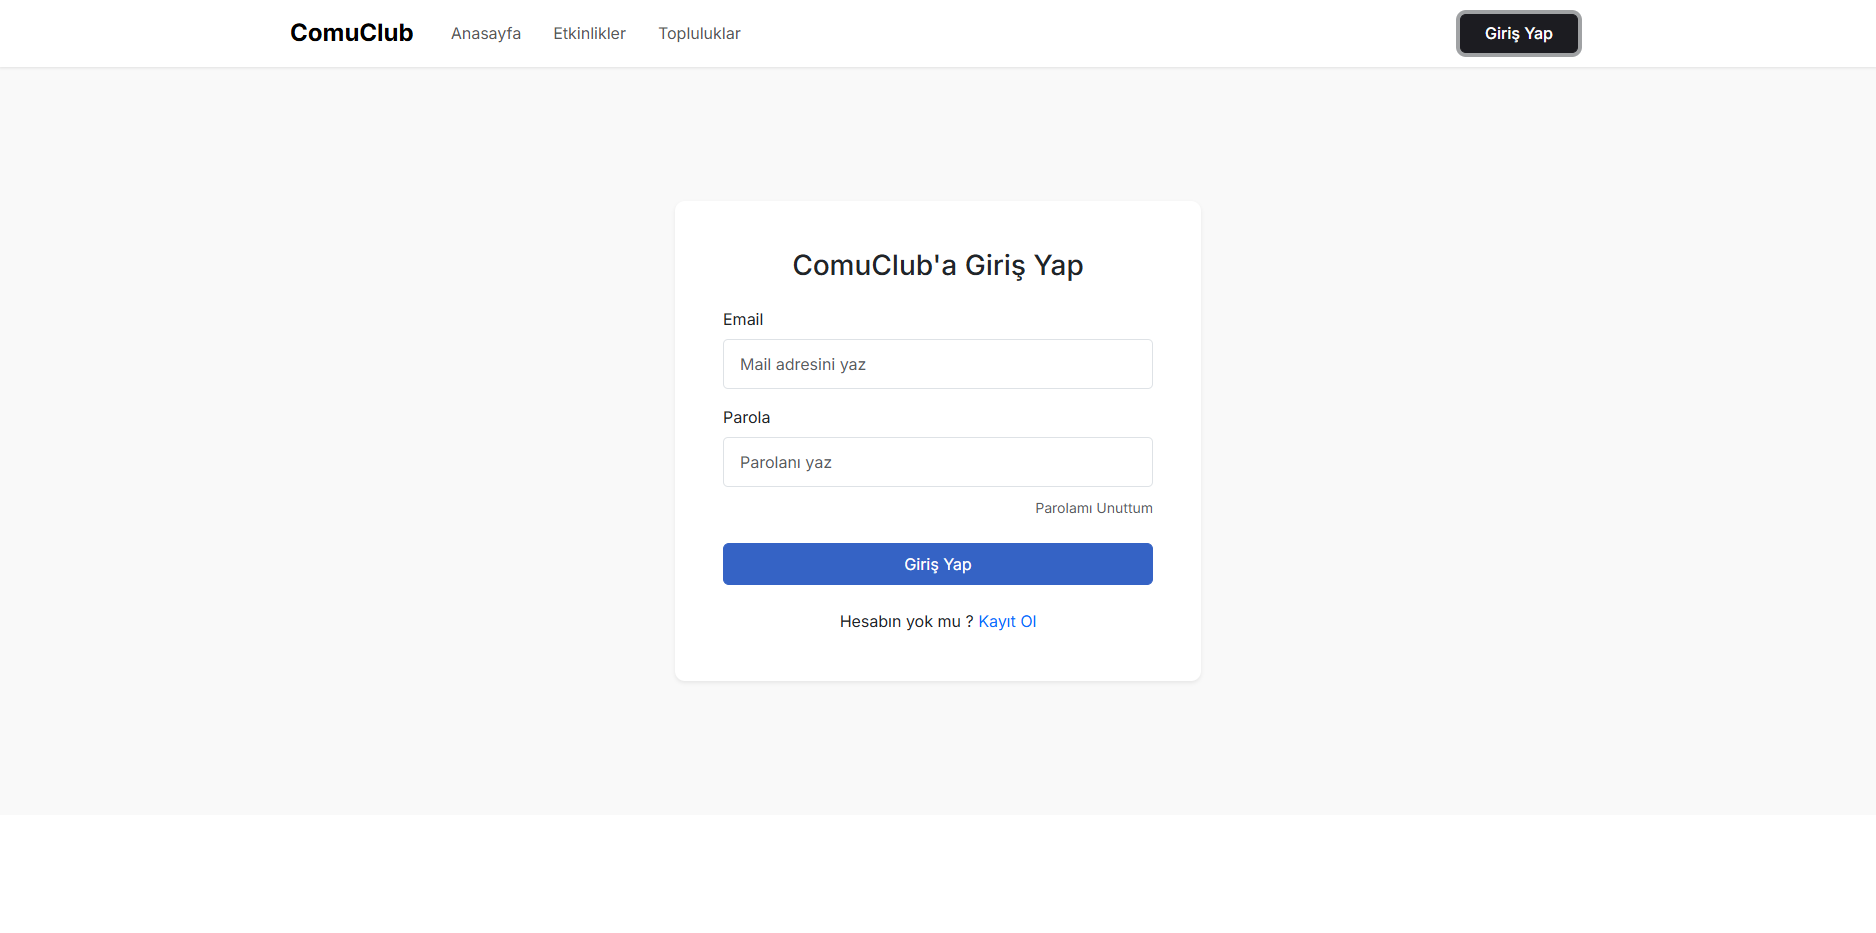 ComuClub Anasayfa Etkinlikler Topluluklar Giriş Yap
ComuClub'a Giriş Yap
Email
Mail adresini yaz
Parola
Parolanı yaz
Parolamı Unuttum
Giriş Yap
Hesabın yok mu ? Kayıt Ol